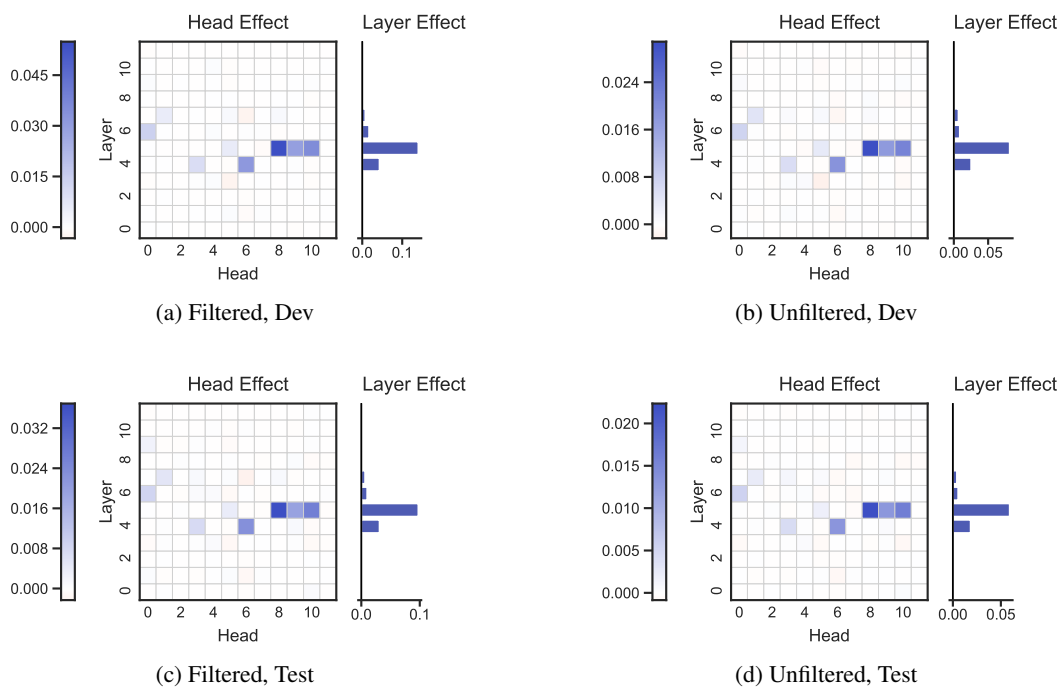 Head Effect
Layer Effect
0.045
0.030
0.015
0.000
Layer
10
8
6
4
2
0
0 2 4 6 8 10
Head
0.0 0.1
(a) Filtered, Dev
Head Effect
Layer Effect
0.024
0.016
0.008
0.000
Layer
10
8
6
4
2
0
0 2 4 6 8 10
Head
0.00 0.05
(b) Unfiltered, Dev
Head Effect
Layer Effect
0.032
0.024
0.016
0.008
0.000
Layer
10
8
6
4
2
0
0 2 4 6 8 10
Head
0.0 0.1
(c) Filtered, Test
Head Effect
Layer Effect
0.020
0.015
0.010
0.005
0.000
Layer
10
8
6
4
2
0
0 2 4 6 8 10
Head
0.00 0.05
(d) Unfiltered, Test